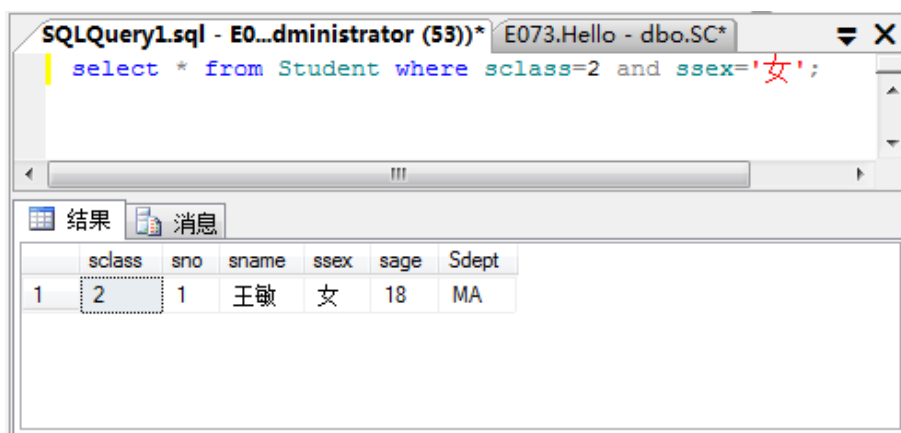 SQLQuery1.sql - E0...dministrator (53))* E073.Hello - dbo.SC*
select * from Student where sclass=2 and ssex='女';
结果 消息
sclass sno sname ssex sage Sdept
1 2 1 王敏 女 18 MA